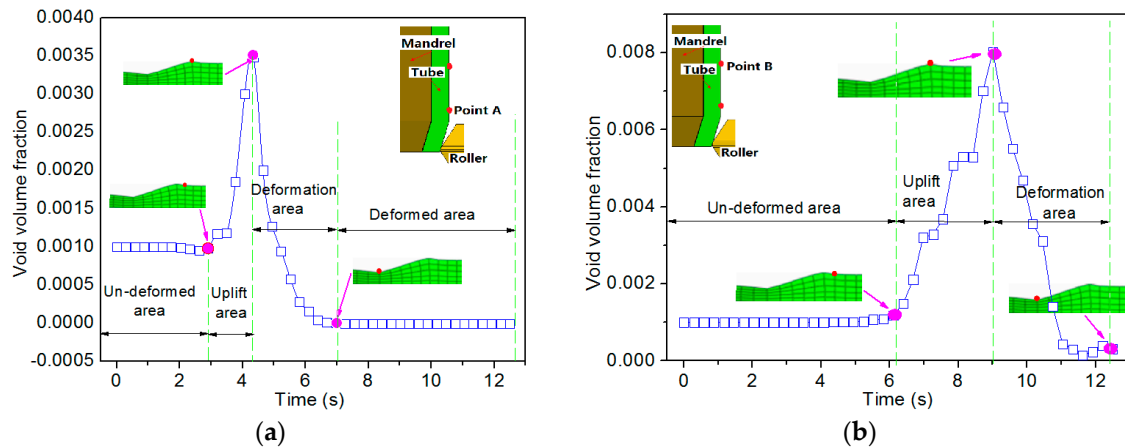 0.0040
0.0035
0.0030
0.0025
0.0020
0.0015
0.0010
0.0005
0.0000
-0.0005
Void volume fraction
Mandrel
Tube
Point A
Roller
Deformation
area
Deformed area
Un-deformed
area
Uplift
area
0 2 4 6 8 10 12
Time (s)
(a)
0.008
0.006
0.004
0.002
0.000
Void volume fraction
Mandrel
Tube
Point B
Roller
Un-deformed area
Uplift
area
Deformation
area
0 2 4 6 8 10 12
Time (s)
(b)